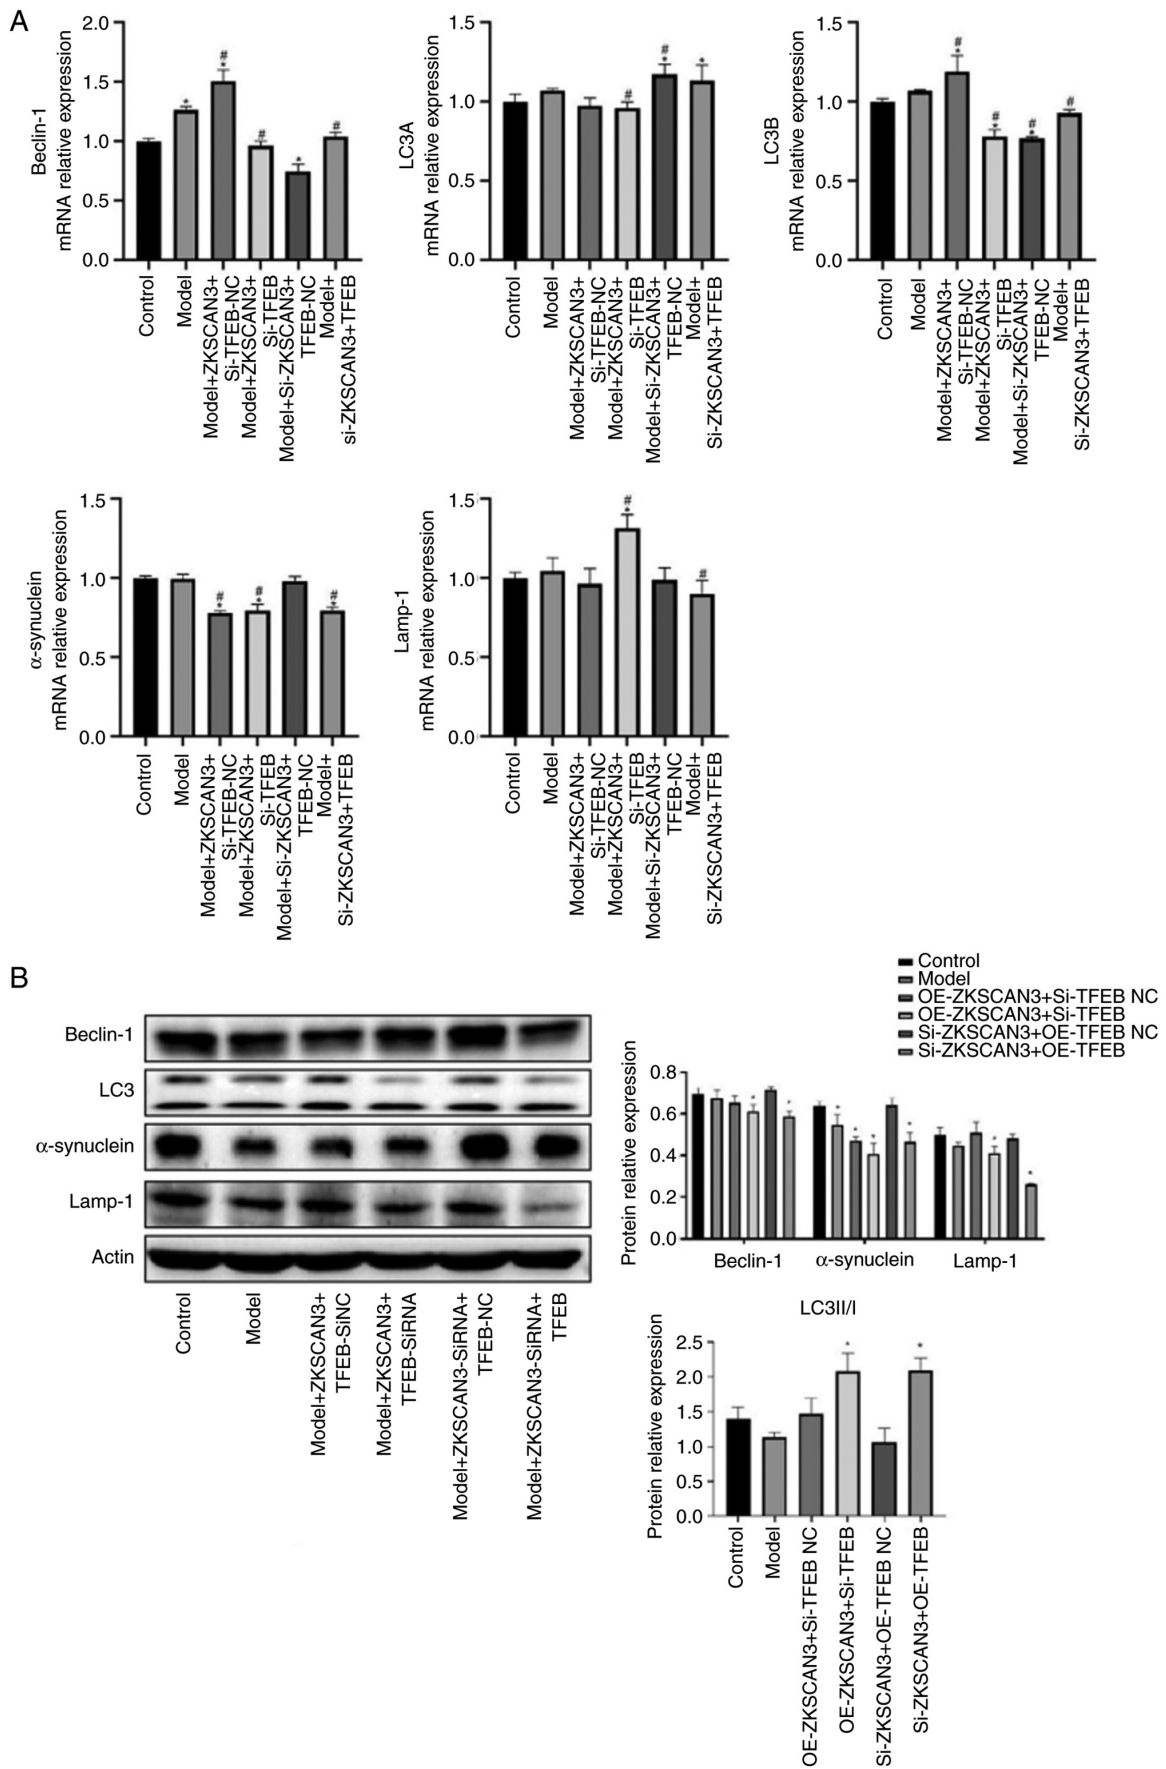 A
Beclin-1
mRNA relative expression
2.0
1.5
1.0
0.5
0.0
* * # # * #
Control
Model
Model+ZKSCAN3+
Si-TFEB-NC
Model+ZKSCAN3+
Si-TFEB
Model+Si-ZKSCAN3+
TFEB-NC
Model+
si-ZKSCAN3+TFEB
LC3A
mRNA relative expression
1.5
1.0
0.5
0.0
# # * *
Control
Model
Model+ZKSCAN3+
Si-TFEB-NC
Model+ZKSCAN3+
Si-TFEB
Model+Si-ZKSCAN3+
TFEB-NC
Model+
Si-ZKSCAN3+TFEB
LC3B
mRNA relative expression
1.5
1.0
0.5
0.0
# * # * # * #
Control
Model
Model+ZKSCAN3+
Si-TFEB-NC
Model+ZKSCAN3+
Si-TFEB
Model+Si-ZKSCAN3+
TFEB-NC
Model+
Si-ZKSCAN3+TFEB
α-synuclein
mRNA relative expression
1.5
1.0
0.5
0.0
# * # * # *
Control
Model
Model+ZKSCAN3+
Si-TFEB-NC
Model+ZKSCAN3+
Si-TFEB
Model+Si-ZKSCAN3+
TFEB-NC
Model+
Si-ZKSCAN3+TFEB
Lamp-1
mRNA relative expression
1.5
1.0
0.5
0.0
# * #
Control
Model
Model+ZKSCAN3+
Si-TFEB-NC
Model+ZKSCAN3+
Si-TFEB
Model+Si-ZKSCAN3+
TFEB-NC
Model+
Si-ZKSCAN3+TFEB
B
Beclin-1
LC3
α-synuclein
Lamp-1
Actin
Control
Model
Model+ZKSCAN3+
TFEB-SiNC
Model+ZKSCAN3+
TFEB-SiRNA
Model+ZKSCAN3-SiRNA+
TFEB-NC
Model+ZKSCAN3-SiRNA+
TFEB
Control
Model
OE-ZKSCAN3+Si-TFEB NC
OE-ZKSCAN3+Si-TFEB
Si-ZKSCAN3+OE-TFEB NC
Si-ZKSCAN3+OE-TFEB
Protein relative expression
0.8
0.6
0.4
0.2
0.0
* * * * * * * *
Beclin-1
α-synuclein
Lamp-1
LC3II/I
Protein relative expression
2.5
2.0
1.5
1.0
0.5
0.0
* *
Control
Model
OE-ZKSCAN3+Si-TFEB NC
OE-ZKSCAN3+Si-TFEB
Si-ZKSCAN3+OE-TFEB NC
Si-ZKSCAN3+OE-TFEB